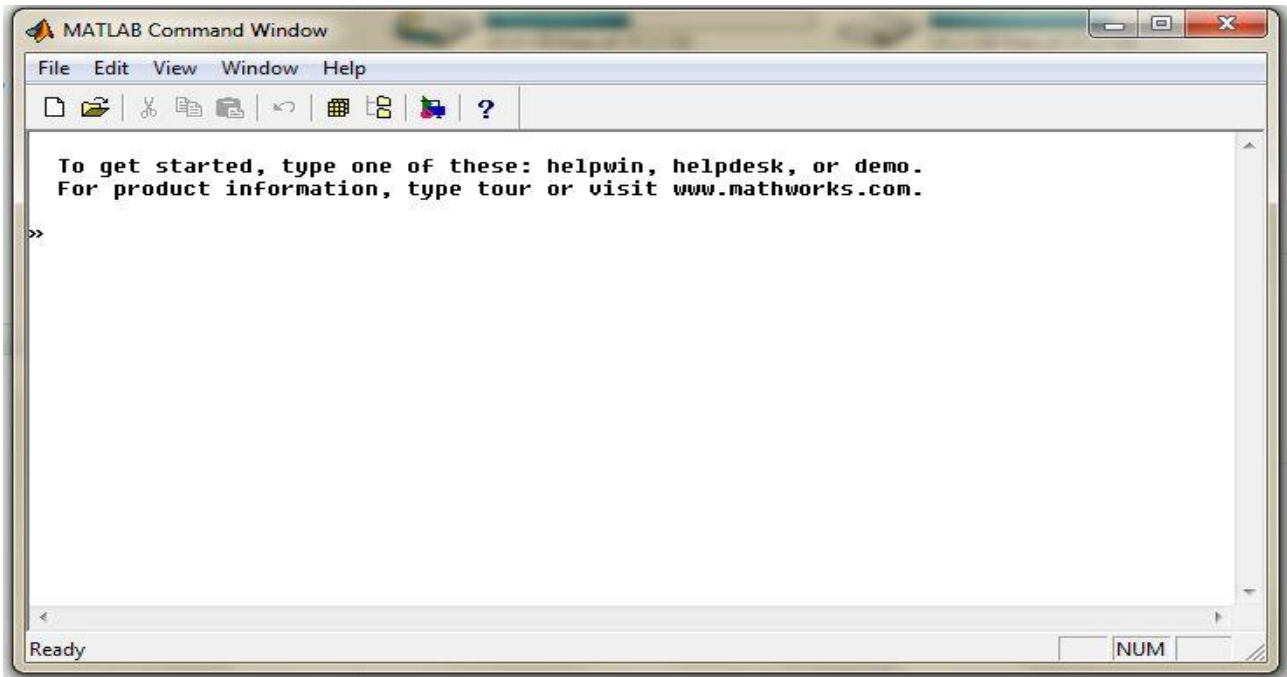 MATLAB Command Window
File Edit View Window Help
To get started, type one of these: helpwin, helpdesk, or demo.
For product information, type tour or visit www.mathworks.com.
»
Ready NUM